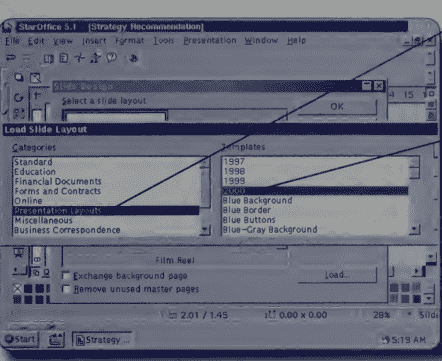 StarOffice 5.1 [Strategy Recommendation]
File Edit View Insert Format Tools Presentation Window Help
Slide Design
Select a slide layout
OK
Load Slide Layout
Categories
Templates
Standard
Education
Financial Documents
Forms and Contracts
Online
Presentation Layouts
Miscellaneous
Business Correspondence
1997
1998
1999
2000
Blue Background
Blue Border
Blue Buttons
Blue-Gray Background
Film Reel
Exchange background page
Load...
Remove unused master pages
2.01 / 1.45 0.00 x 0.00 28% Slid
Start Strategy ... 5:19 AM